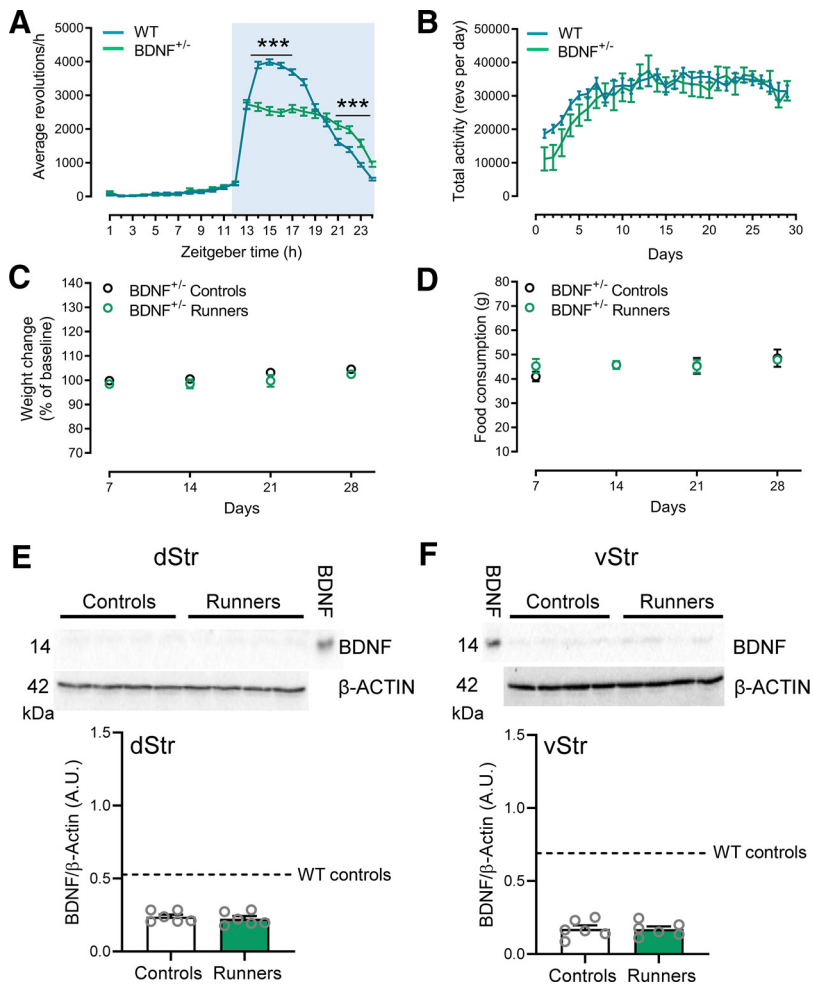 A
WT
BDNF+/-
Average revolutions/h
5000
4000
3000
2000
1000
0
***
***
1 3 5 7 9 11 13 15 17 19 21 23
Zeitgeber time (h)
B
WT
BDNF+/-
Total activity (revs per day)
50000
40000
30000
20000
10000
0
0 5 10 15 20 25 30
Days
C
BDNF+/- Controls
BDNF+/- Runners
Weight change
(% of baseline)
140
130
120
110
100
90
80
70
7 14 21 28
Days
D
BDNF+/- Controls
BDNF+/- Runners
Food consumption (g)
80
70
60
50
40
30
20
10
7 14 21 28
Days
E
dStr
Controls Runners BDNF
14 BDNF
42 β-ACTIN
kDa
dStr
BDNF/β-Actin (A.U.)
1.5
1.0
0.5
0.0
WT controls
Controls Runners
F
vStr
BDNF Controls Runners
14 BDNF
42 β-ACTIN
kDa
vStr
BDNF/β-Actin (A.U.)
1.5
1.0
0.5
0.0
WT controls
Controls Runners